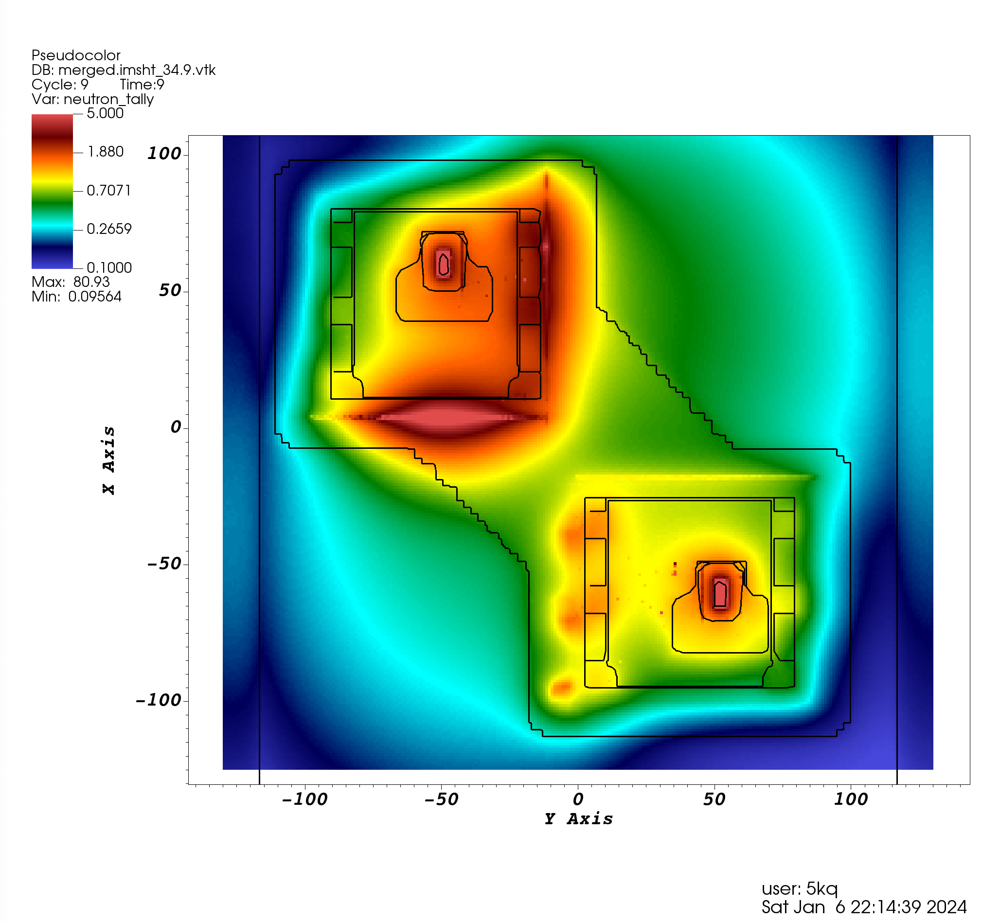 Pseudocolor
DB: merged.imsht_34.9.vtk
Cycle: 9 Time:9
Var: neutron_tally
5.000
1.880
0.7071
0.2659
0.1000
Max: 80.93
Min: 0.09564
100
50
0
-50
-100
X Axis
-100 -50 0 50 100
Y Axis
user: 5kq
Sat Jan 6 22:14:39 2024